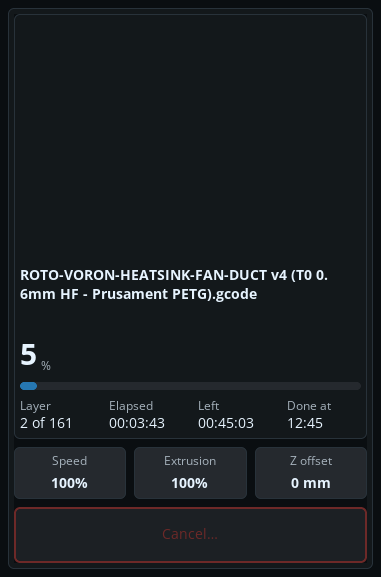 ROTO-VORON-HEATSINK-FAN-DUCT v4 (T0 0.
6mm HF - Prusament PETG).gcode
5 %
Layer Elapsed Left Done at
2 of 161 00:03:43 00:45:03 12:45
Speed Extrusion Z offset
100% 100% 0 mm
Cancel...